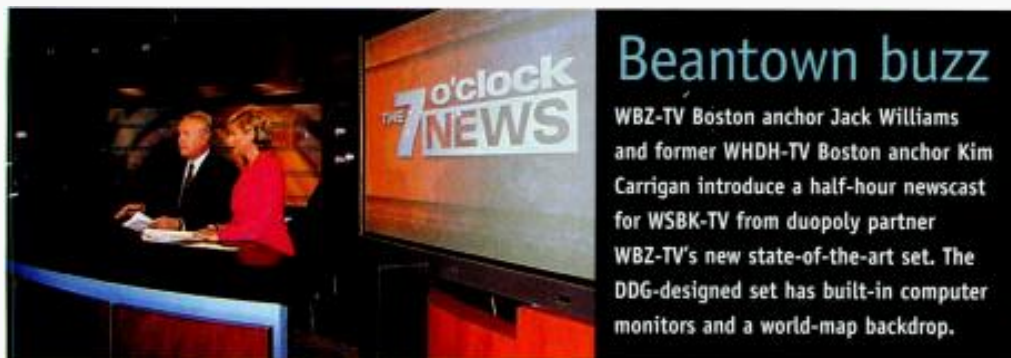 THE 7 o'clock
NEWS
Beantown buzz
WBZ-TV Boston anchor Jack Williams
and former WHDH-TV Boston anchor Kim
Carrigan introduce a half-hour newscast
for WSBK-TV from duopoly partner
WBZ-TV's new state-of-the-art set. The
DDG-designed set has built-in computer
monitors and a world-map backdrop.